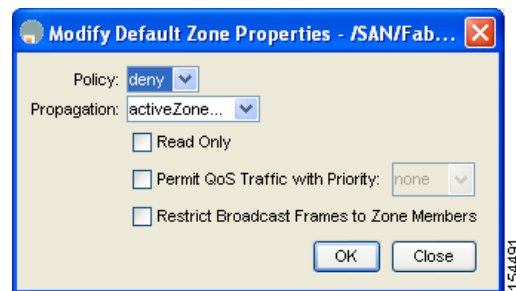 Modify Default Zone Properties - /SAN/Fab...
Policy: deny
Propagation: activeZone...
Read Only
Permit QoS Traffic with Priority: none
Restrict Broadcast Frames to Zone Members
OK Close
154491